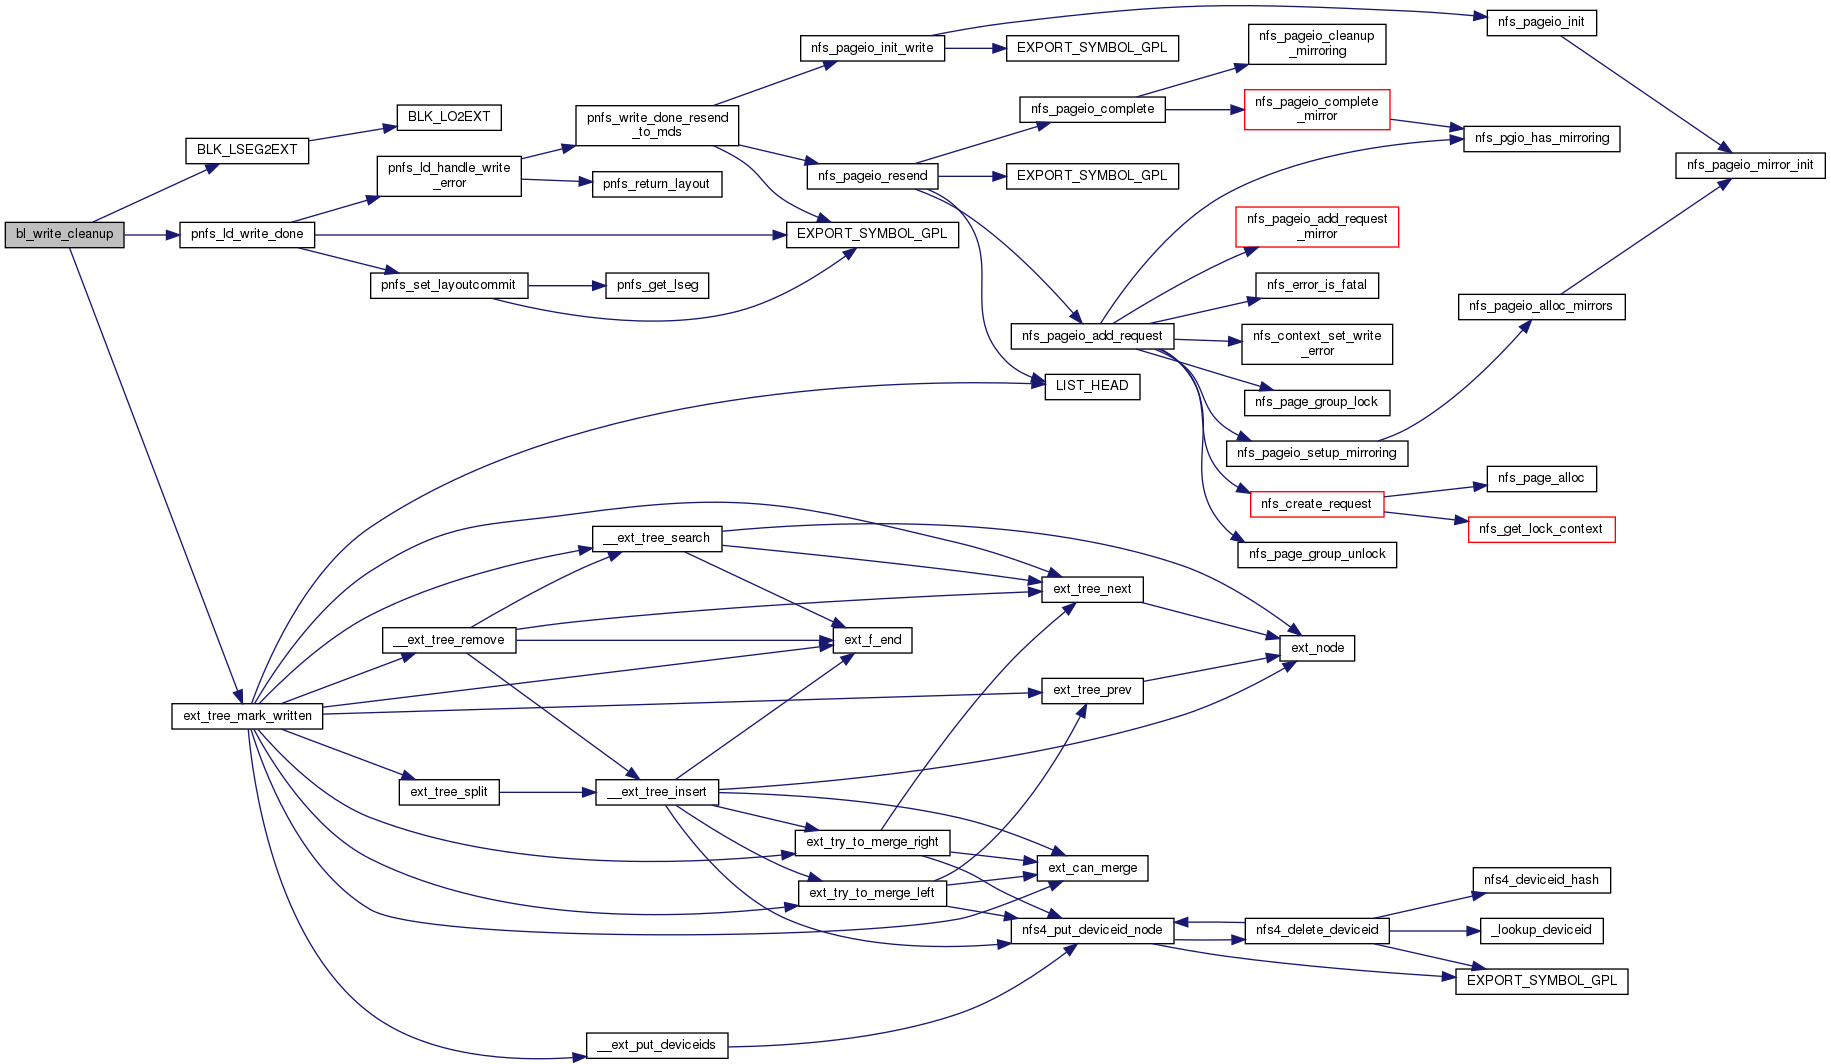 bl_write_cleanup
BLK_LSEG2EXT
BLK_LO2EXT
pnfs_ld_write_done
pnfs_ld_handle_write
_error
pnfs_write_done_resend
_to_mds
nfs_pageio_init_write
nfs_pageio_init
EXPORT_SYMBOL_GPL
nfs_pageio_mirror_init
nfs_pageio_resend
nfs_pageio_complete
nfs_pageio_cleanup
_mirroring
nfs_pageio_complete
_mirror
nfs_pgio_has_mirroring
EXPORT_SYMBOL_GPL
pnfs_return_layout
EXPORT_SYMBOL_GPL
pnfs_set_layoutcommit
pnfs_get_lseg
nfs_pageio_add_request
nfs_pageio_add_request
_mirror
nfs_error_is_fatal
nfs_context_set_write
_error
nfs_page_group_lock
nfs_pageio_setup_mirroring
nfs_pageio_alloc_mirrors
nfs_create_request
nfs_page_alloc
nfs_get_lock_context
nfs_page_group_unlock
LIST_HEAD
ext_tree_mark_written
__ext_tree_search
__ext_tree_remove
ext_tree_next
ext_f_end
ext_node
ext_tree_prev
ext_tree_split
__ext_tree_insert
ext_try_to_merge_right
ext_try_to_merge_left
ext_can_merge
nfs4_put_deviceid_node
nfs4_delete_deviceid
nfs4_deviceid_hash
_lookup_deviceid
EXPORT_SYMBOL_GPL
__ext_put_deviceids